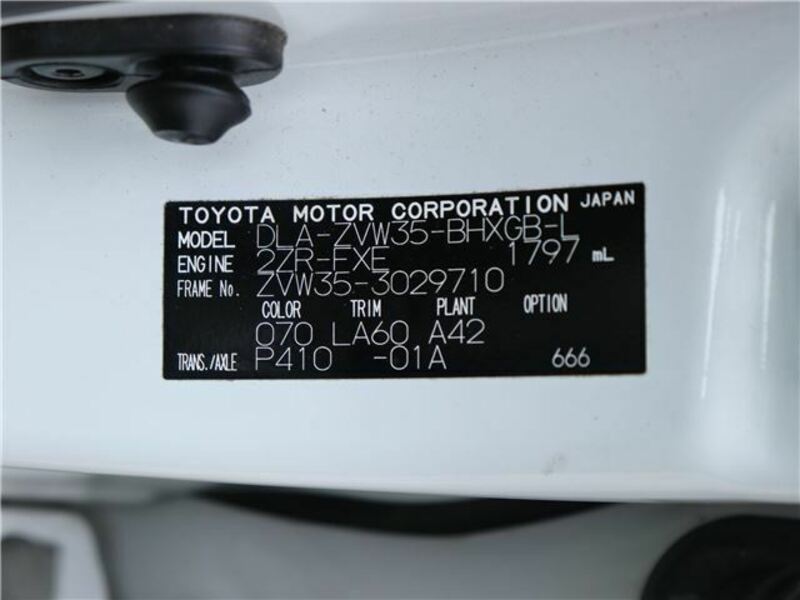 TOYOTA MOTOR CORPORATION JAPAN
MODEL DLA-ZVW35-BHXGB-L
ENGINE 2ZR-FXE 1797 mL
FRAME No. ZVW35-3029710
COLOR TRIM PLANT OPTION
070 LA60 A42
TRANS./AXLE P410 -01A 666